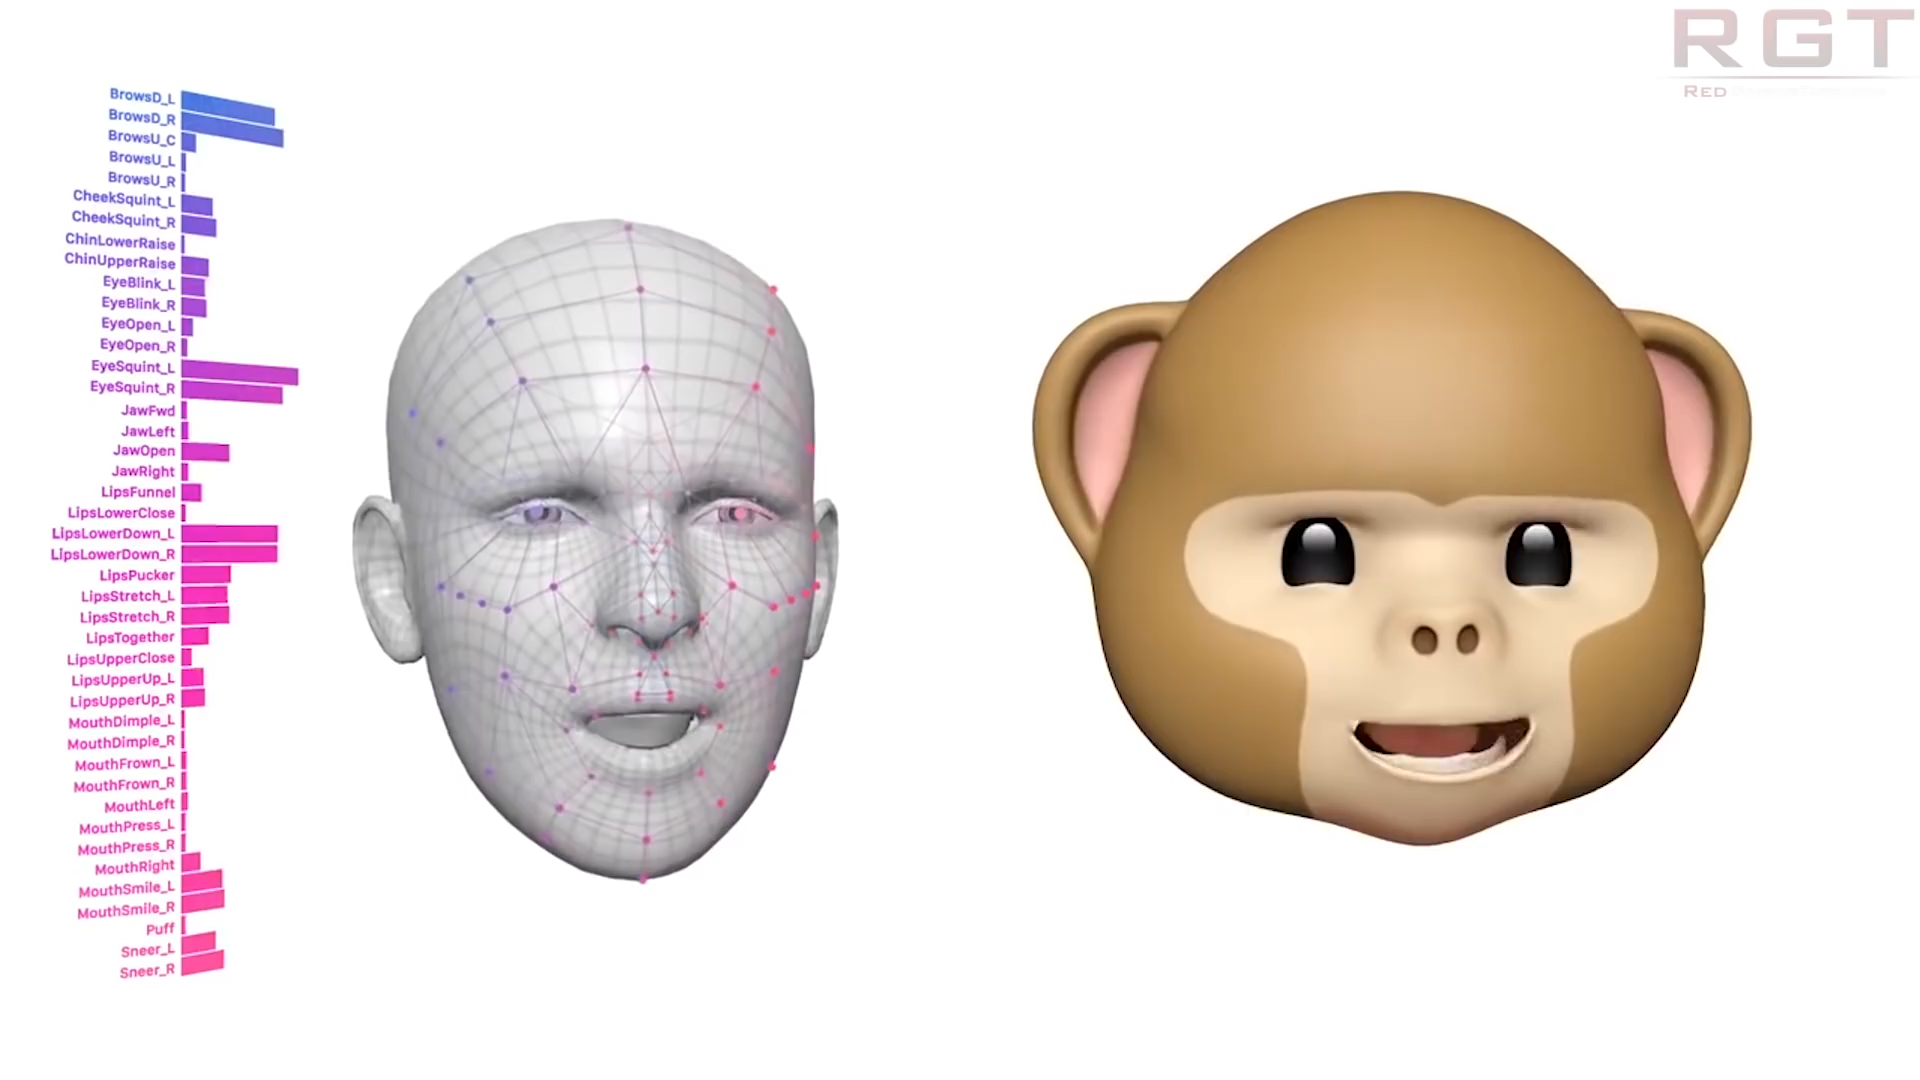 RGT
RED
BrowsD_L
BrowsD_R
BrowsU_C
BrowsU_L
BrowsU_R
CheekSquint_L
CheekSquint_R
ChinLowerRaise
ChinUpperRaise
EyeBlink_L
EyeBlink_R
EyeOpen_L
EyeOpen_R
EyeSquint_L
EyeSquint_R
JawFwd
JawLeft
JawOpen
JawRight
LipsFunnel
LipsLowerClose
LipsLowerDown_L
LipsLowerDown_R
LipsPucker
LipsStretch_L
LipsStretch_R
LipsTogether
LipsUpperClose
LipsUpperUp_L
LipsUpperUp_R
MouthDimple_L
MouthDimple_R
MouthFrown_L
MouthFrown_R
MouthLeft
MouthPress_L
MouthPress_R
MouthRight
MouthSmile_L
MouthSmile_R
Puff
Sneer_L
Sneer_R